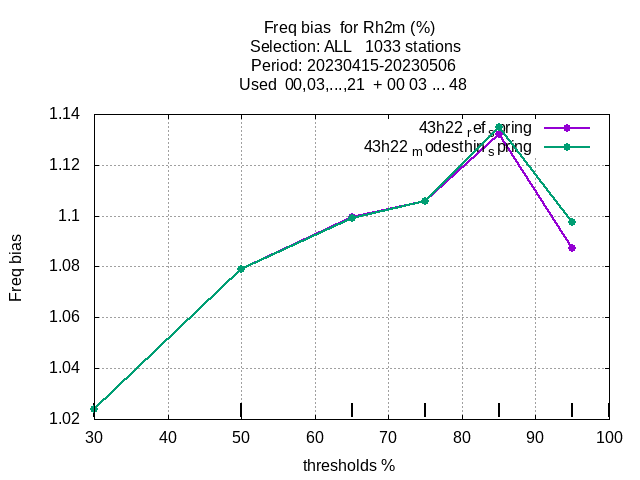 Freq bias  for Rh2m (%)
Selection: ALL   1033 stations
Period: 20230415-20230506
Used  00,03,...,21  + 00 03 ... 48
43h22_ref_spring
43h22_modesthirl_spring
1.14
1.12
1.1
1.08
1.06
1.04
1.02
Freq bias
30 40 50 60 70 80 90 100
thresholds %